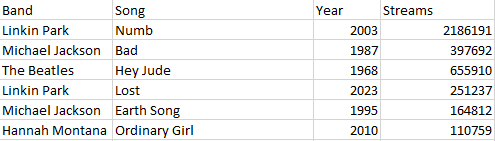 Band Song Year Streams
Linkin Park Numb 2003 2186191
Michael Jackson Bad 1987 397692
The Beatles Hey Jude 1968 655910
Linkin Park Lost 2023 251237
Michael Jackson Earth Song 1995 164812
Hannah Montana Ordinary Girl 2010 110759